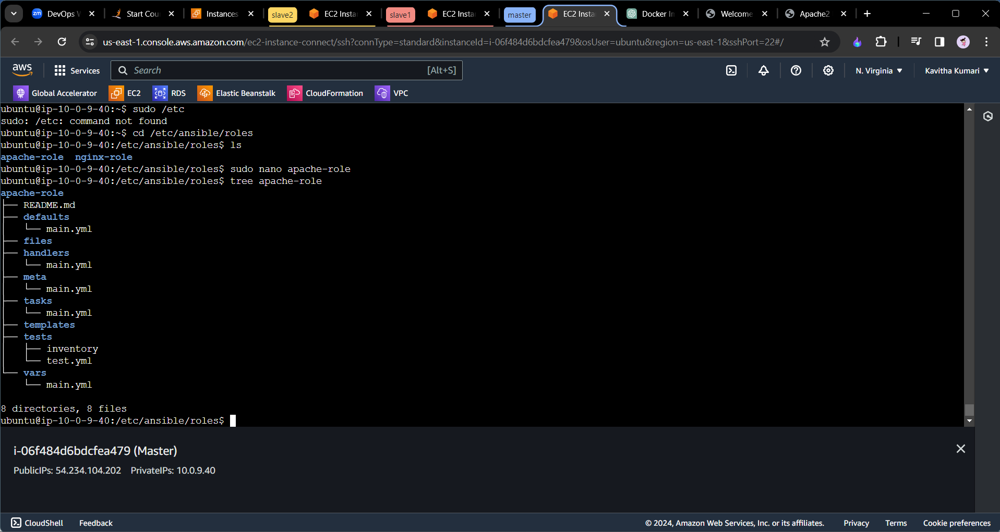 DevOps
Start Cou
Instances
slave2
EC2 Insta
slave1
EC2 Insta
master
EC2 Insta
Docker
Welcome
Apache2
us-east-1.console.aws.amazon.com/ec2-instance-connect/ssh?connType=standard&instanceId=i-06f484d6bdcfea479&osUser=ubuntu&region=us-east-1&sshPort=22#/
aws
Services
Search
[Alt+S]
N. Virginia
Kavitha Kumari
Global Accelerator
EC2
RDS
Elastic Beanstalk
CloudFormation
VPC
ubuntu@ip-10-0-9-40:~$ sudo /etc
sudo: /etc: command not found
ubuntu@ip-10-0-9-40:~$ cd /etc/ansible/roles
ubuntu@ip-10-0-9-40:/etc/ansible/roles$ ls
apache-role  nginx-role
ubuntu@ip-10-0-9-40:/etc/ansible/roles$ sudo nano apache-role
ubuntu@ip-10-0-9-40:/etc/ansible/roles$ tree apache-role
apache-role
├── README.md
├── defaults
│   └── main.yml
├── files
├── handlers
│   └── main.yml
├── meta
│   └── main.yml
├── tasks
│   └── main.yml
├── templates
├── tests
│   ├── inventory
│   └── test.yml
└── vars
    └── main.yml
8 directories, 8 files
ubuntu@ip-10-0-9-40:/etc/ansible/roles$
i-06f484d6bdcfea479 (Master)
PublicIPs: 54.234.104.202 PrivateIPs: 10.0.9.40
CloudShell
Feedback
© 2024, Amazon Web Services, Inc. or its affiliates.
Privacy
Terms
Cookie preferences